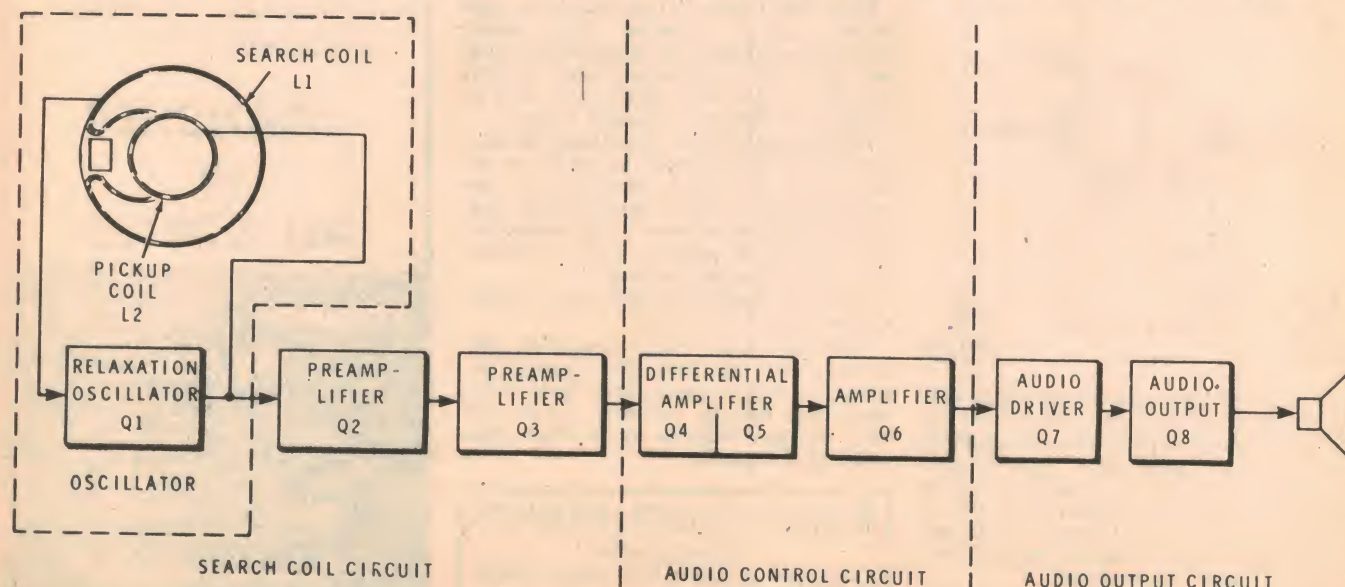 SEARCH COIL
L1
PICKUP
COIL
L2
RELAXATION
OSCILLATOR
Q1
OSCILLATOR
PREAMP-
LIFIER
Q2
PREAMP-
LIFIER
Q3
DIFFERENTIAL
AMPLIFIER
Q4 Q5
AMPLIFIER
Q6
AUDIO
DRIVER
Q7
AUDIO
OUTPUT
Q8
SEARCH COIL CIRCUIT
AUDIO CONTROL CIRCUIT
AUDIO OUTPUT CIRCUIT